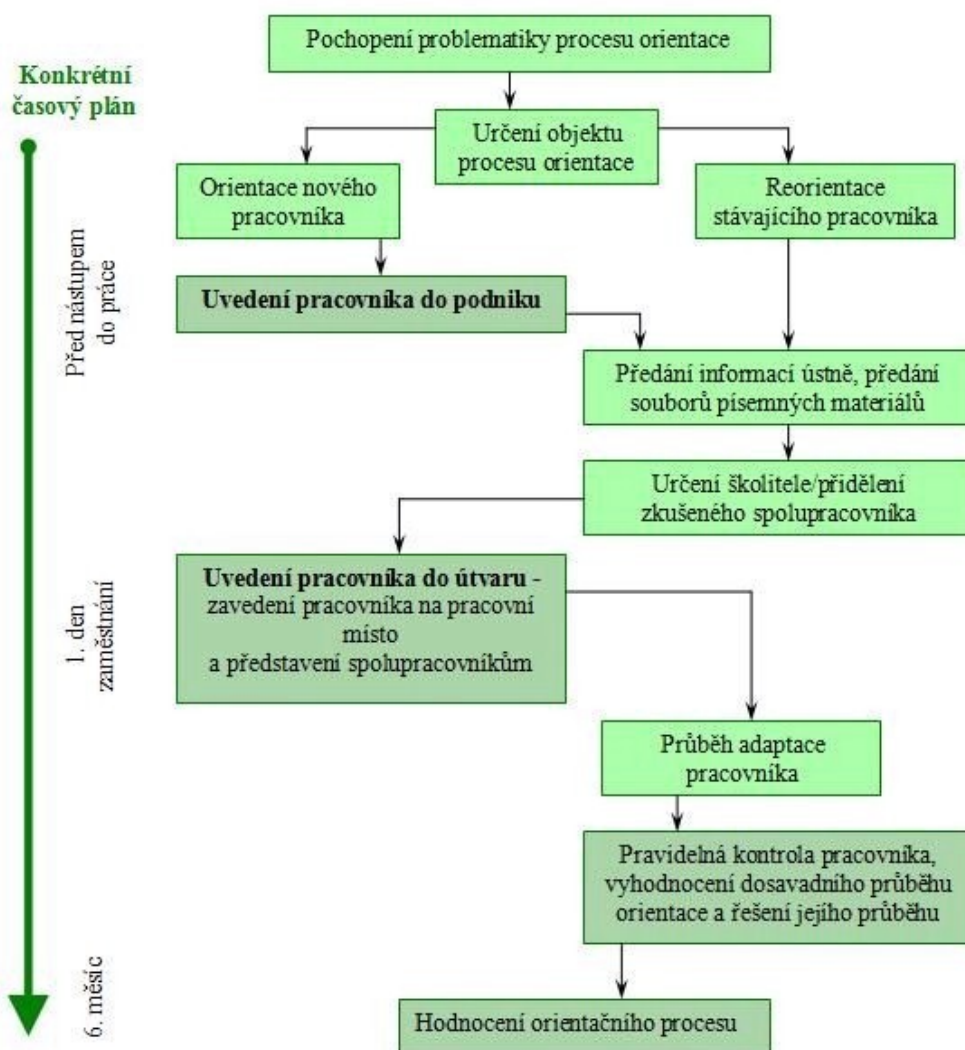 Pochopení problematiky procesu orientace
Konkrétní
časový plán
Určení objektu
procesu orientace
Orientace nového
pracovníka
Reorientace
stávajícího pracovníka
Před nástupem
do práce
Uvedení pracovníka do podniku
Předání informací ústně, předání
souborů písemných materiálů
Určení školitele/přidělení
zkušeného spolupracovníka
1. den
zaměstnání
Uvedení pracovníka do útvaru -
zavedení pracovníka na pracovní
místo
a představení spolupracovníkům
Průběh adaptace
pracovníka
Pravidelná kontrola pracovníka,
vyhodnocení dosavadního průběhu
orientace a řešení jejího průběhu
6. měsíc
Hodnocení orientačního procesu